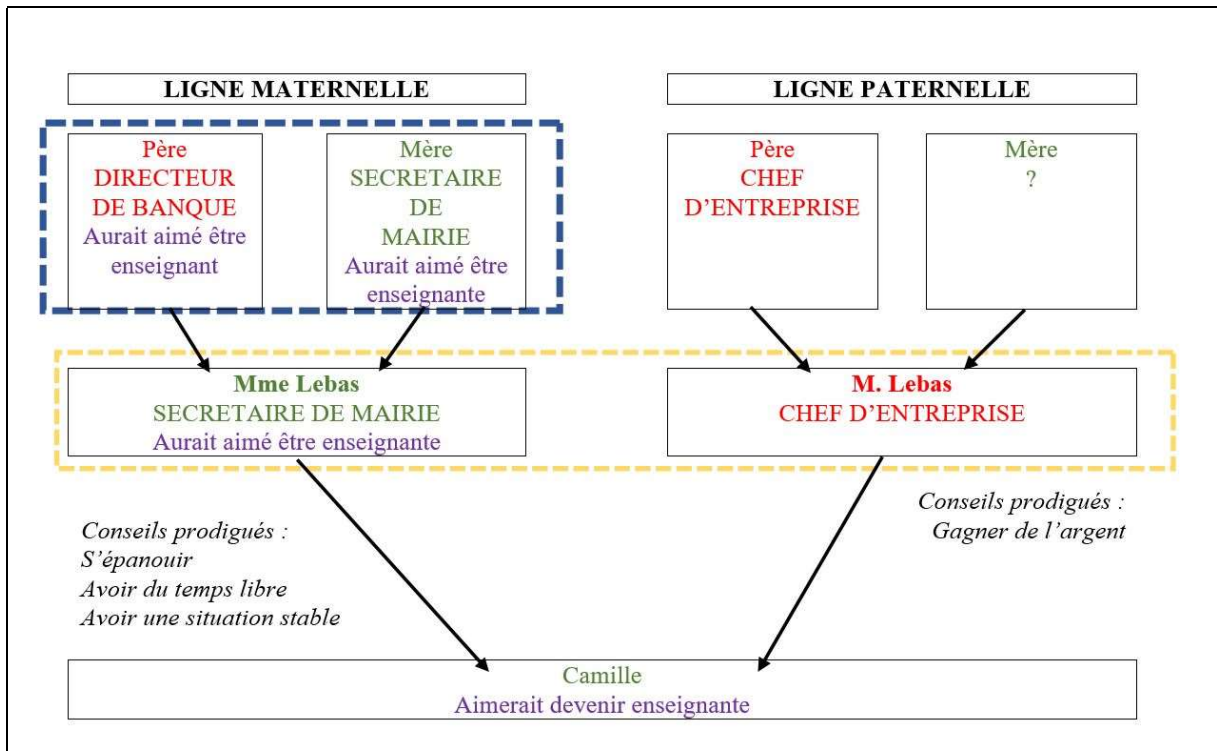 LIGNE MATERNELLE
LIGNE PATERNELLE
Père
DIRECTEUR
DE BANQUE
Aurait aimé être
enseignant
Mère
SECRETAIRE
DE
MAIRIE
Aurait aimé être
enseignante
Père
CHEF
D’ENTREPRISE
Mère
?
Mme Lebas
SECRETAIRE DE MAIRIE
Aurait aimé être enseignante
M. Lebas
CHEF D’ENTREPRISE
Conseils prodigués :
S’épanouir
Avoir du temps libre
Avoir une situation stable
Conseils prodigués :
Gagner de l’argent
Camille
Aimerait devenir enseignante